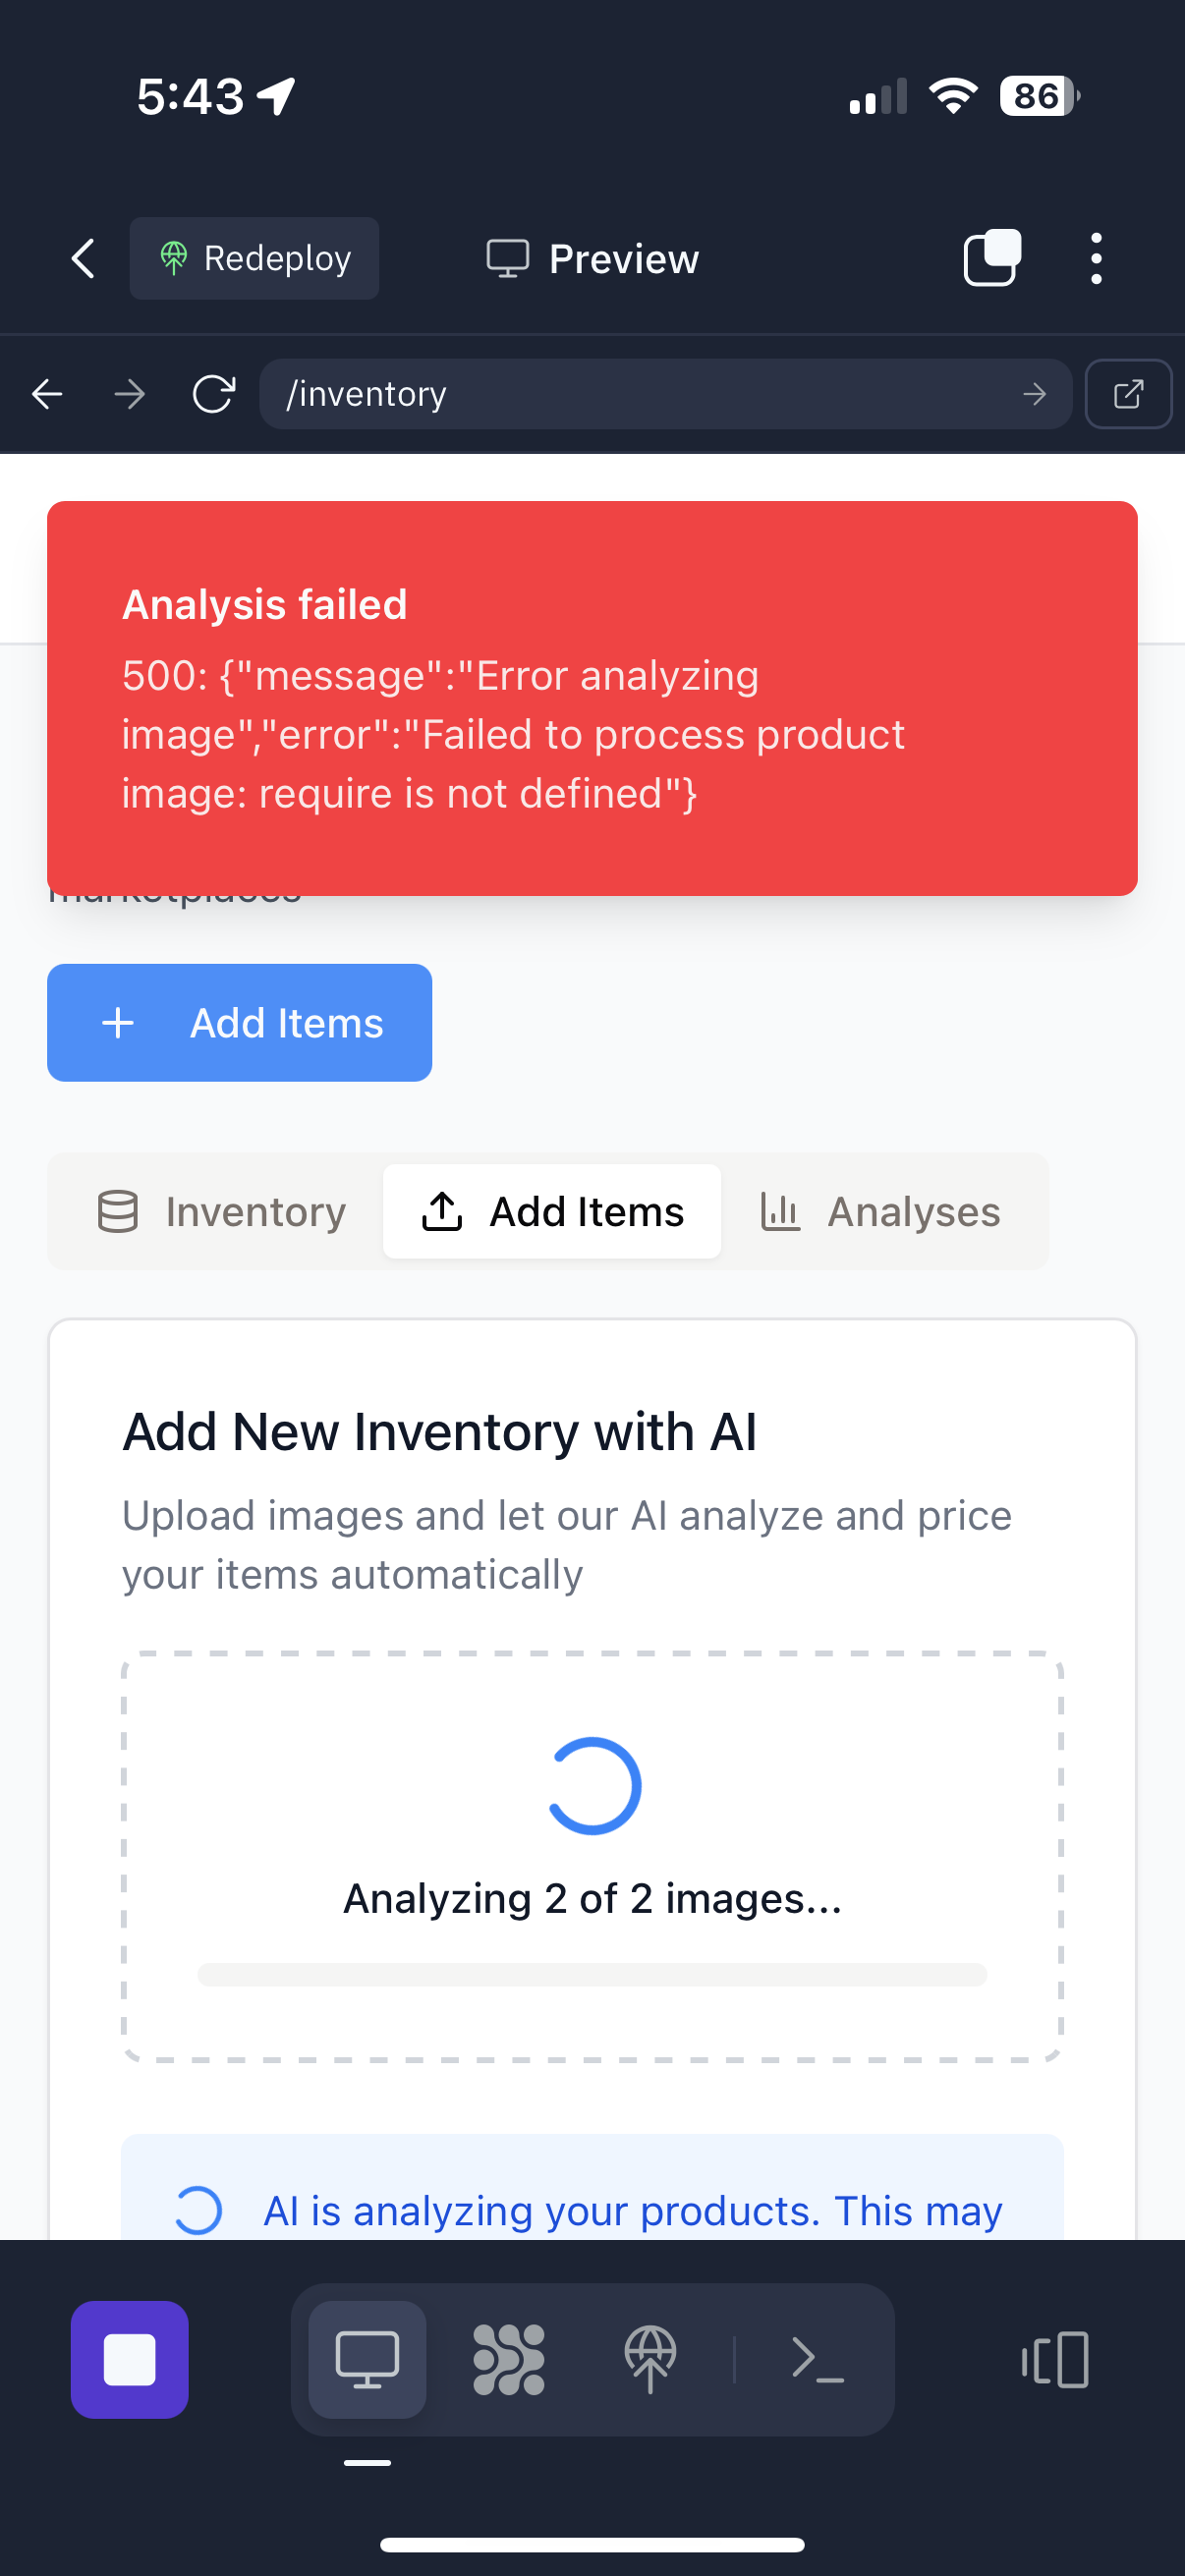 5:43
86
Redeploy
Preview
/inventory
Analysis failed
500: {"message":"Error analyzing
image","error":"Failed to process product
image: require is not defined"}
marketplaces
Add Items
Inventory
Add Items
Analyses
Add New Inventory with AI
Upload images and let our AI analyze and price
your items automatically
Analyzing 2 of 2 images...
AI is analyzing your products. This may